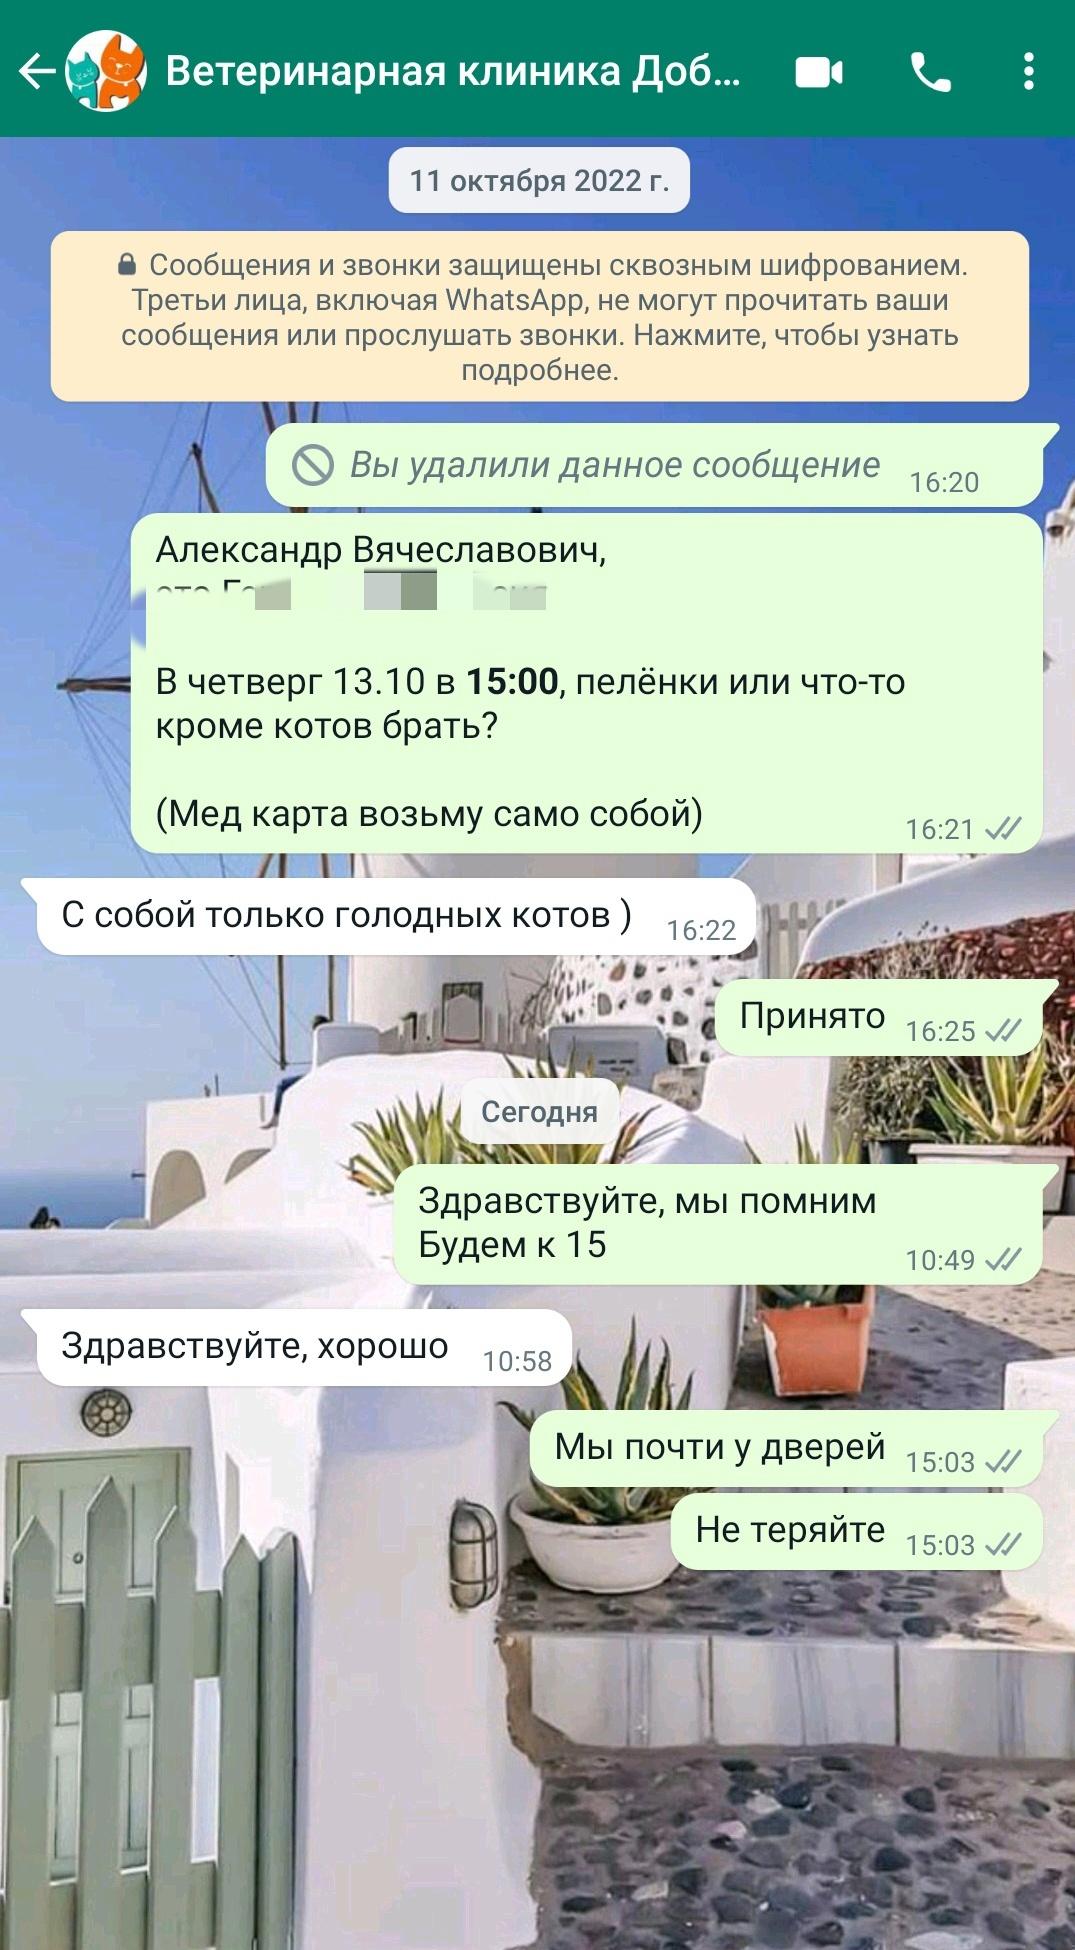 Ветеринарная клиника Доб...
11 октября 2022 г.
Сообщения и звонки защищены сквозным шифрованием.
Третьи лица, включая WhatsApp, не могут прочитать ваши
сообщения или прослушать звонки. Нажмите, чтобы узнать
подробнее.
Вы удалили данное сообщение 16:20
Александр Вячеславович,
это
В четверг 13.10 в 15:00, пелёнки или что-то
кроме котов брать?
(Мед карта возьму само собой) 16:21
С собой только голодных котов ) 16:22
Принято 16:25
Сегодня
Здравствуйте, мы помним
Будем к 15 10:49
Здравствуйте, хорошо 10:58
Мы почти у дверей 15:03
Не теряйте 15:03